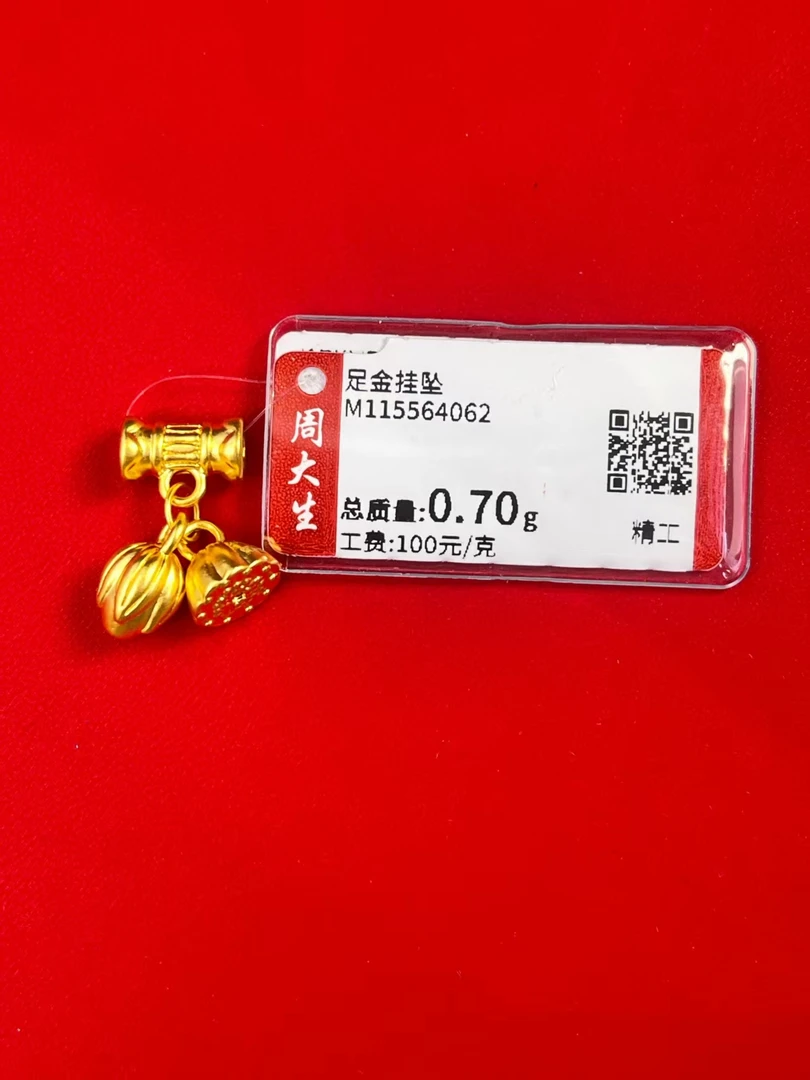 周大生
足金挂坠
M115564062
总质量:0.70g
工费:100元/克
精工